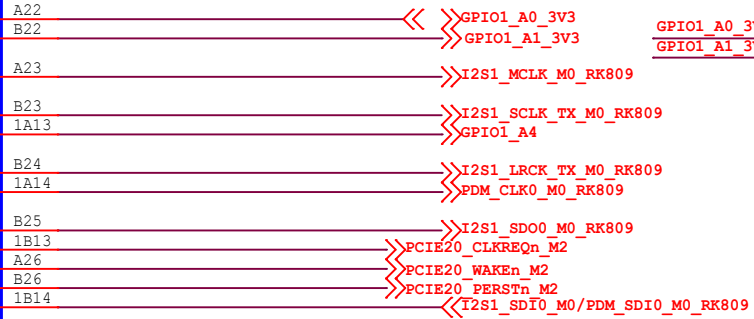 A22 GPIO1_A0_3V3
B22 GPIO1_A1_3V3
GPIO1_A0_3V
GPIO1_A1_3V
A23 I2S1_MCLK_M0_RK809
B23 I2S1_SCLK_TX_M0_RK809
1A13 GPIO1_A4
B24 I2S1_LRCK_TX_M0_RK809
1A14 PDM_CLK0_M0_RK809
B25 I2S1_SDO0_M0_RK809
1B13 PCIE20_CLKREQn_M2
A26 PCIE20_WAKEn_M2
B26 PCIE20_PERSTn_M2
1B14 I2S1_SDI0_M0/PDM_SDI0_M0_RK809